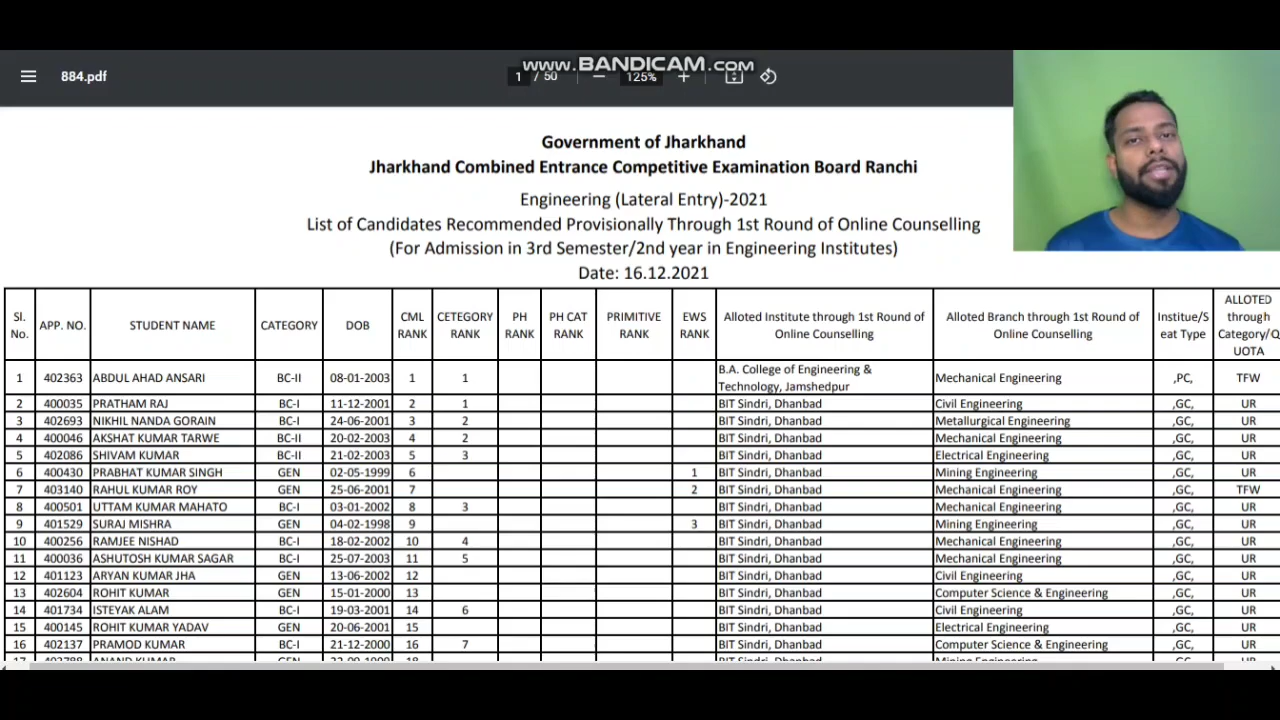 www.BANDICAM.com
884.pdf
1 / 50
125%
Government of Jharkhand
Jharkhand Combined Entrance Competitive Examination Board Ranchi
Engineering (Lateral Entry)-2021
List of Candidates Recommended Provisionally Through 1st Round of Online Counselling
(For Admission in 3rd Semester/2nd year in Engineering Institutes)
Date: 16.12.2021
Sl. No. APP. NO. STUDENT NAME CATEGORY DOB CML RANK CETEGORY RANK PH RANK PH CAT RANK PRIMITIVE RANK EWS RANK Alloted Institute through 1st Round of Online Counselling Alloted Branch through 1st Round of Online Counselling Institue/S eat Type ALLOTED through Category/Q UOTA
1 402363 ABDUL AHAD ANSARI BC-II 08-01-2003 1 1 B.A. College of Engineering & Technology, Jamshedpur Mechanical Engineering ,PC, TFW
2 400035 PRATHAM RAJ BC-I 11-12-2001 2 1 BIT Sindri, Dhanbad Civil Engineering ,GC, UR
3 402693 NIKHIL NANDA GORAIN BC-I 24-06-2001 3 2 BIT Sindri, Dhanbad Metallurgical Engineering ,GC, UR
4 400046 AKSHAT KUMAR TARWE BC-II 20-02-2003 4 2 BIT Sindri, Dhanbad Mechanical Engineering ,GC, UR
5 402086 SHIVAM KUMAR BC-II 21-02-2003 5 3 BIT Sindri, Dhanbad Electrical Engineering ,GC, UR
6 400430 PRABHAT KUMAR SINGH GEN 02-05-1999 6 1 BIT Sindri, Dhanbad Mining Engineering ,GC, UR
7 403140 RAHUL KUMAR ROY GEN 25-06-2001 7 2 BIT Sindri, Dhanbad Mechanical Engineering ,GC, TFW
8 400501 UTTAM KUMAR MAHATO BC-I 03-01-2002 8 3 BIT Sindri, Dhanbad Mechanical Engineering ,GC, UR
9 401529 SURAJ MISHRA GEN 04-02-1998 9 3 BIT Sindri, Dhanbad Mining Engineering ,GC, UR
10 400256 RAMJEE NISHAD BC-I 18-02-2002 10 4 BIT Sindri, Dhanbad Mechanical Engineering ,GC, UR
11 400036 ASHUTOSH KUMAR SAGAR BC-I 25-07-2003 11 5 BIT Sindri, Dhanbad Mechanical Engineering ,GC, UR
12 401123 ARYAN KUMAR JHA GEN 13-06-2002 12 BIT Sindri, Dhanbad Civil Engineering ,GC, UR
13 402604 ROHIT KUMAR GEN 15-01-2000 13 BIT Sindri, Dhanbad Computer Science & Engineering ,GC, UR
14 401734 ISTEYAK ALAM BC-I 19-03-2001 14 6 BIT Sindri, Dhanbad Civil Engineering ,GC, UR
15 400145 ROHIT KUMAR YADAV GEN 20-06-2001 15 BIT Sindri, Dhanbad Electrical Engineering ,GC, UR
16 402137 PRAMOD KUMAR BC-I 21-12-2000 16 7 BIT Sindri, Dhanbad Computer Science & Engineering ,GC, UR